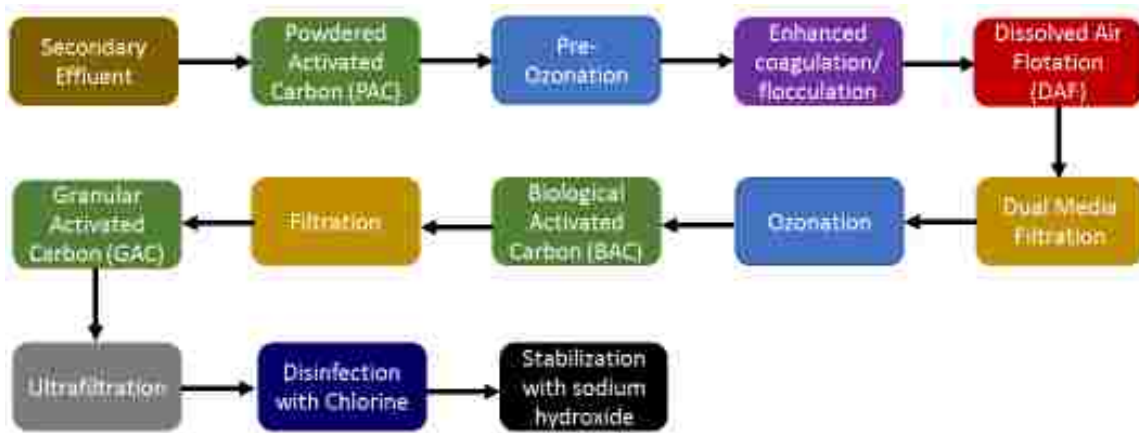 Secondary
Effluent
Powdered
Activated
Carbon (PAC)
Pre-
Ozonation
Enhanced
coagulation/
flocculation
Dissolved Air
Flotation
(DAF)
Dual Media
Filtration
Ozonation
Biological
Activated
Carbon (BAC)
Filtration
Granular
Activated
Carbon (GAC)
Ultrafiltration
Disinfection
with Chlorine
Stabilization
with sodium
hydroxide